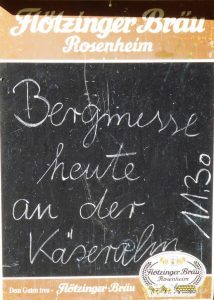 Flötzinger Bräu
Rosenheim
Bergmesse
heute
an der
Käseralm
11.30
Dem Guten treu - Flötzinger Bräu
Flötzinger Bräu
Rosenheim